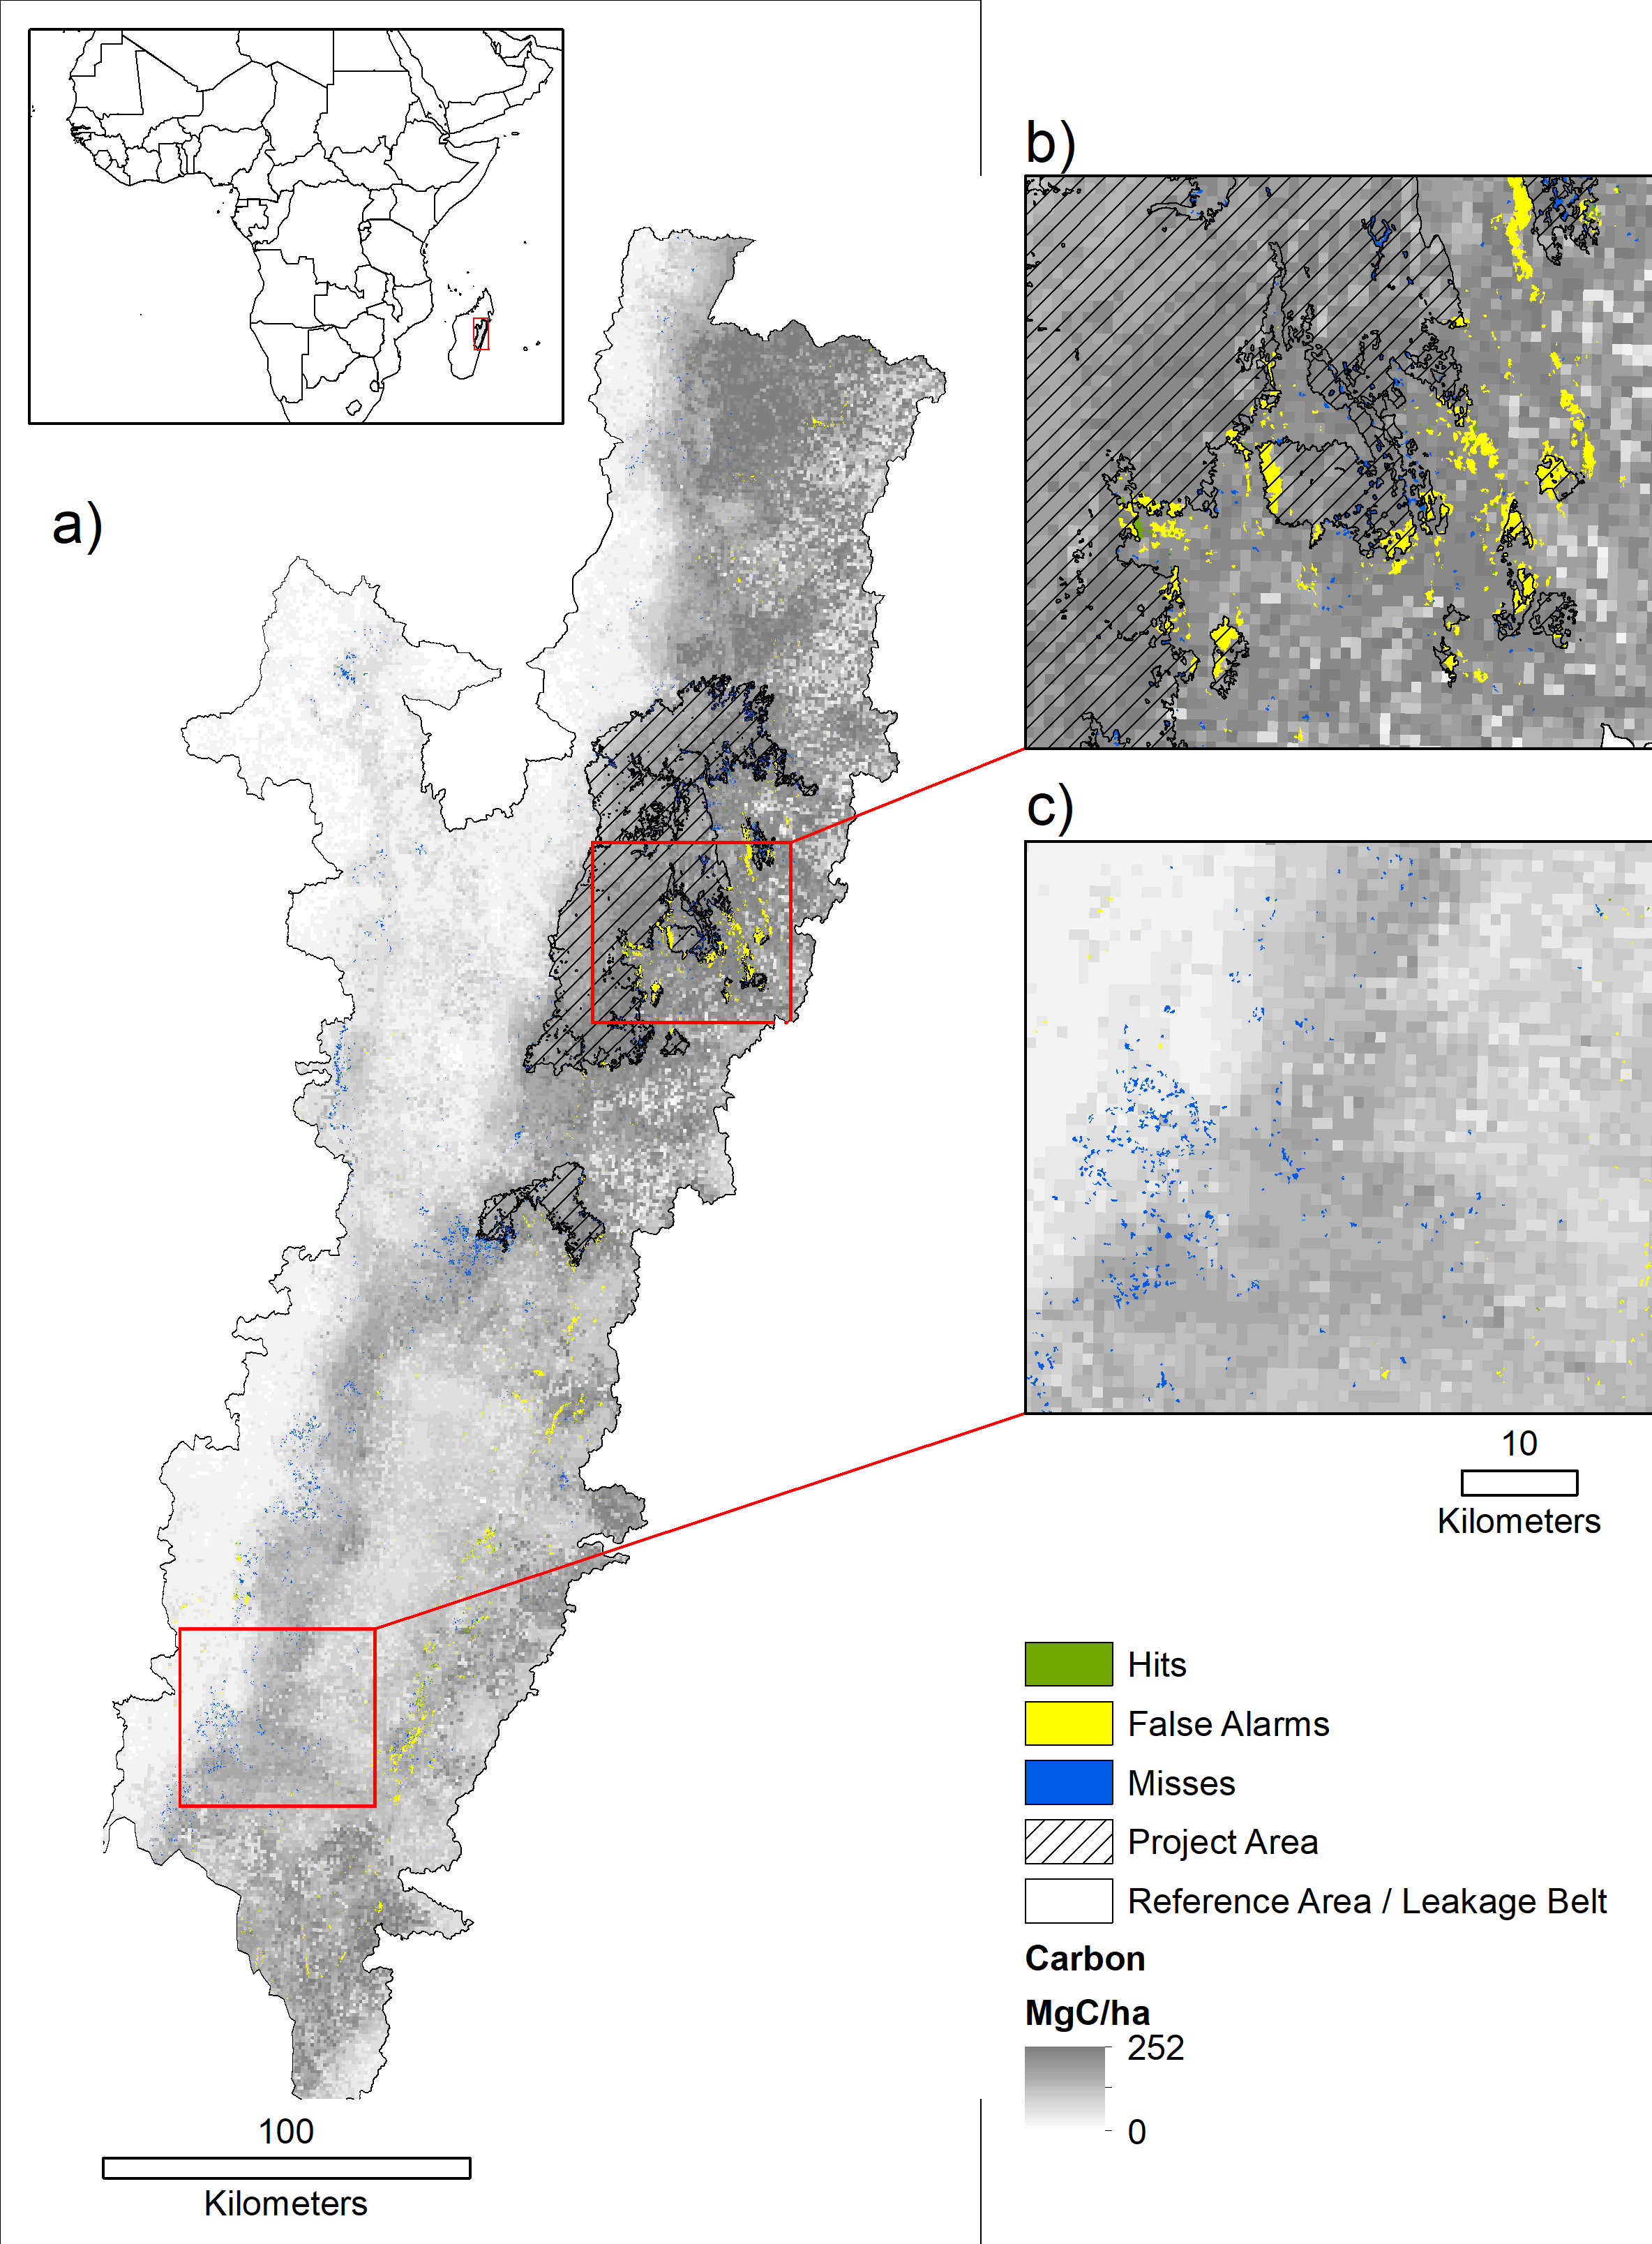 a)
b)
c)
10
Kilometers
Hits
False Alarms
Misses
Project Area
Reference Area / Leakage Belt
Carbon
MgC/ha
252
0
100
Kilometers